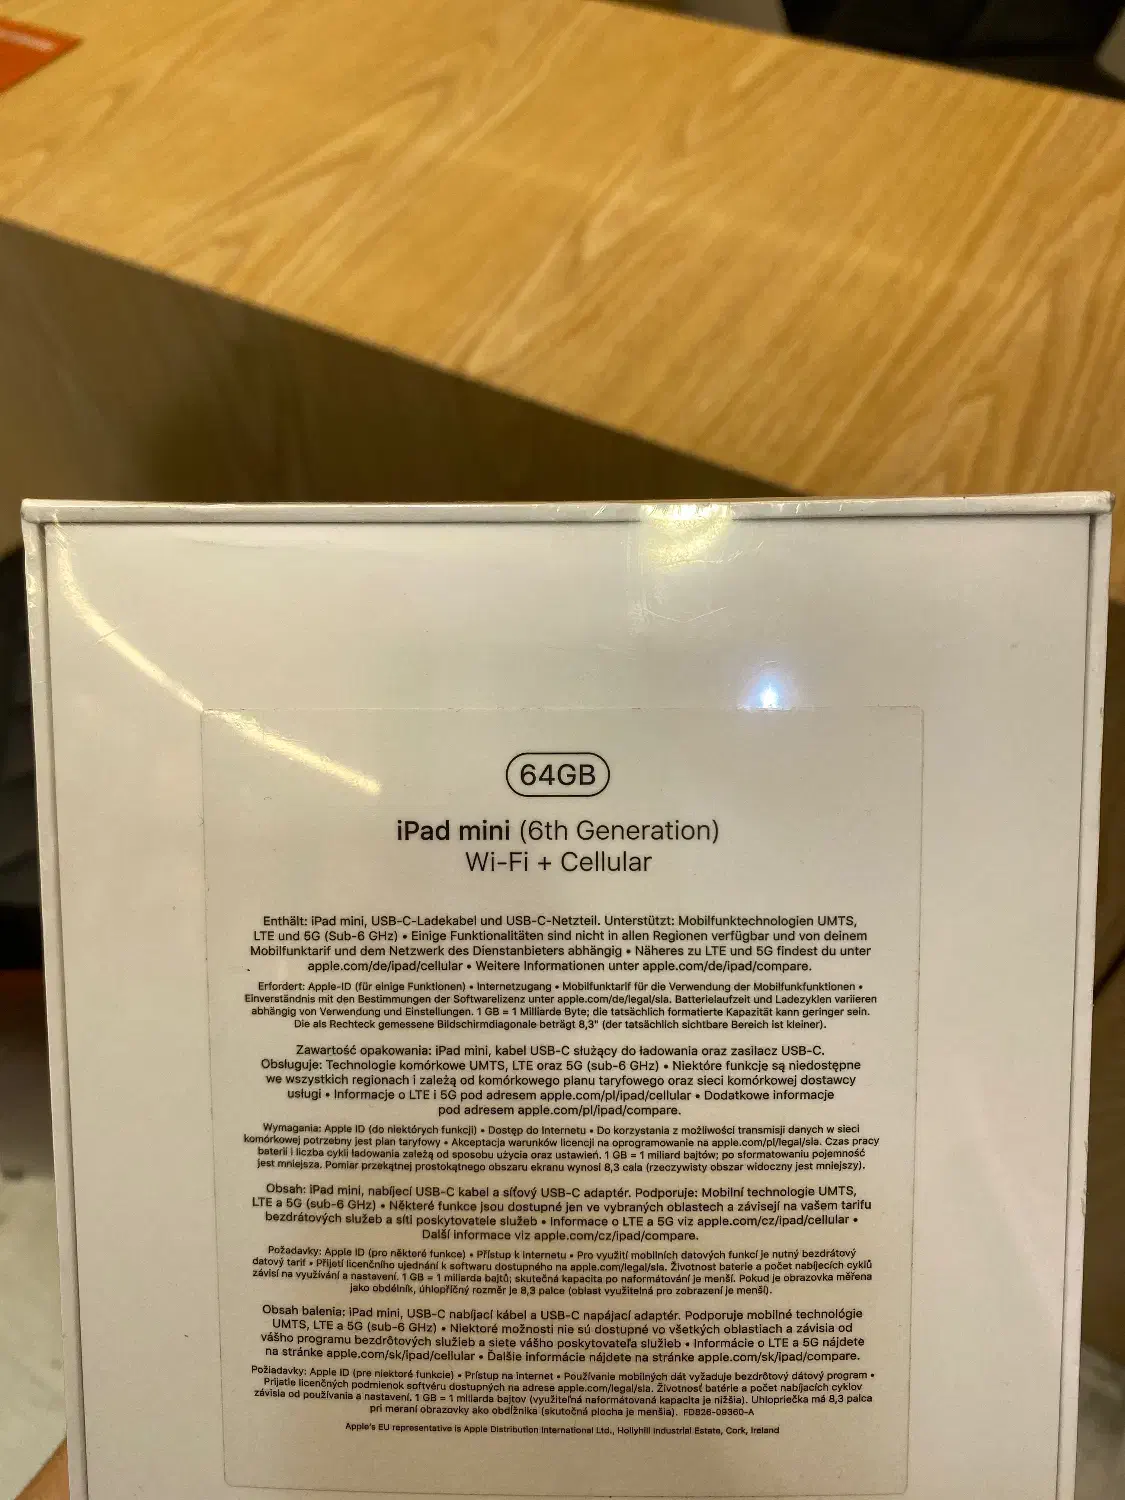 64GB
iPad mini (6th Generation)
Wi-Fi + Cellular
Enthält: iPad mini, USB-C-Ladekabel und USB-C-Netzteil. Unterstützt: Mobilfunktechnologien UMTS,
LTE und 5G (Sub-6 GHz) • Einige Funktionalitäten sind nicht in allen Regionen verfügbar und von deinem
Mobilfunktarif und dem Netzwerk des Dienstanbieters abhängig • Näheres zu LTE und 5G findest du unter
apple.com/de/ipad/cellular • Weitere Informationen unter apple.com/de/ipad/compare.
Erfordert: Apple-ID (für einige Funktionen) • Internetzugang • Mobilfunktarif für die Verwendung der Mobilfunkfunktionen •
Einverständnis mit den Bestimmungen der Softwarelizenz unter apple.com/de/legal/sla. Batterielaufzeit und Ladezyklen variieren
abhängig von Verwendung und Einstellungen. 1 GB = 1 Milliarde Byte; die tatsächlich formatierte Kapazität kann geringer sein.
Die als Rechteck gemessene Bildschirmdiagonale beträgt 8,3" (der tatsächlich sichtbare Bereich ist kleiner).
Zawartość opakowania: iPad mini, kabel USB-C służący do ładowania oraz zasilacz USB-C.
Obsługuje: Technologie komórkowe UMTS, LTE oraz 5G (sub-6 GHz) • Niektóre funkcje są niedostępne
we wszystkich regionach i zależą od komórkowego planu taryfowego oraz sieci komórkowej dostawcy
usługi • Informacje o LTE i 5G pod adresem apple.com/pl/ipad/cellular • Dodatkowe informacje
pod adresem apple.com/pl/ipad/compare.
Wymagania: Apple ID (do niektórych funkcji) • Dostęp do Internetu • Do korzystania z możliwości transmisji danych w sieci
komórkowej potrzebny jest plan taryfowy • Akceptacja warunków licencji na oprogramowanie na apple.com/pl/legal/sla. Czas pracy
baterii i liczba cykli ładowania zależą od sposobu użycia oraz ustawień. 1 GB = 1 miliard bajtów; po sformatowaniu pojemność
jest mniejsza. Pomiar przekątnej prostokątnego obszaru ekranu wynosi 8,3 cala (rzeczywisty obszar widoczny jest mniejszy).
Obsah: iPad mini, nabíjecí USB-C kabel a síťový USB-C adaptér. Podporuje: Mobilní technologie UMTS,
LTE a 5G (sub-6 GHz) • Některé funkce jsou dostupné jen ve vybraných oblastech a závisejí na vašem tarifu
bezdrátových služeb a síti poskytovatele služeb • Informace o LTE a 5G viz apple.com/cz/ipad/cellular •
Další informace viz apple.com/cz/ipad/compare.
Požadavky: Apple ID (pro některé funkce) • Přístup k internetu • Pro využití mobilních datových funkcí je nutný bezdrátový
datový tarif • Přijetí licenčního ujednání k softwaru dostupného na apple.com/legal/sla. Životnost baterie a počet nabíjecích cyklů
závisí na využívání a nastavení. 1 GB = 1 miliarda bajtů; skutečná kapacita po naformátování je menší. Pokud je obrazovka měřena
jako obdélník, úhlopříčný rozměr je 8,3 palce (oblast využitelná pro zobrazení je menší).
Obsah balenia: iPad mini, USB-C nabíjací kábel a USB-C napájací adaptér. Podporuje mobilné technológie
UMTS, LTE a 5G (sub-6 GHz) • Niektoré možnosti nie sú dostupné vo všetkých oblastiach a závisia od
vášho programu bezdrôtových služieb a siete vášho poskytovateľa služieb • Informácie o LTE a 5G nájdete
na stránke apple.com/sk/ipad/cellular • Ďalšie informácie nájdete na stránke apple.com/sk/ipad/compare.
Požiadavky: Apple ID (pre niektoré funkcie) • Prístup na internet • Používanie mobilných dát vyžaduje bezdrôtový dátový program •
Prijatie licenčných podmienok softvéru dostupných na adrese apple.com/legal/sla. Životnosť batérie a počet nabíjacích cyklov
závisia od používania a nastavení. 1 GB = 1 miliarda bajtov (využiteľná naformátovaná kapacita je nižšia). Uhlopriečka má 8,3 palca
pri meraní obrazovky ako obdĺžnika (skutočná plocha je menšia). FD826-09360-A
Apple's EU representative is Apple Distribution International Ltd., Hollyhill Industrial Estate, Cork, Ireland